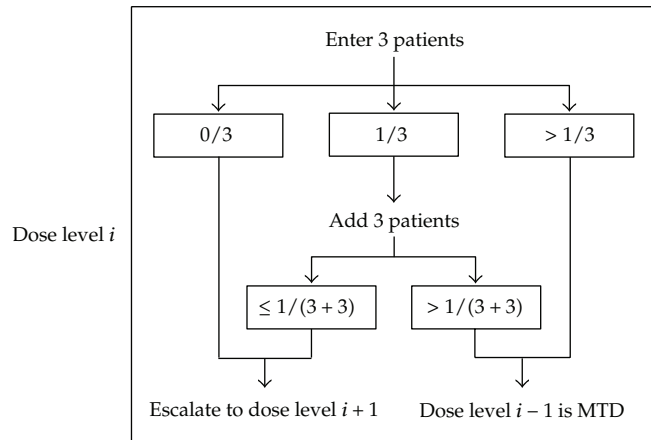 Enter 3 patients
0/3
1/3
> 1/3
Dose level i
Add 3 patients
≤ 1/(3 + 3)
> 1/(3 + 3)
Escalate to dose level i + 1
Dose level i − 1 is MTD